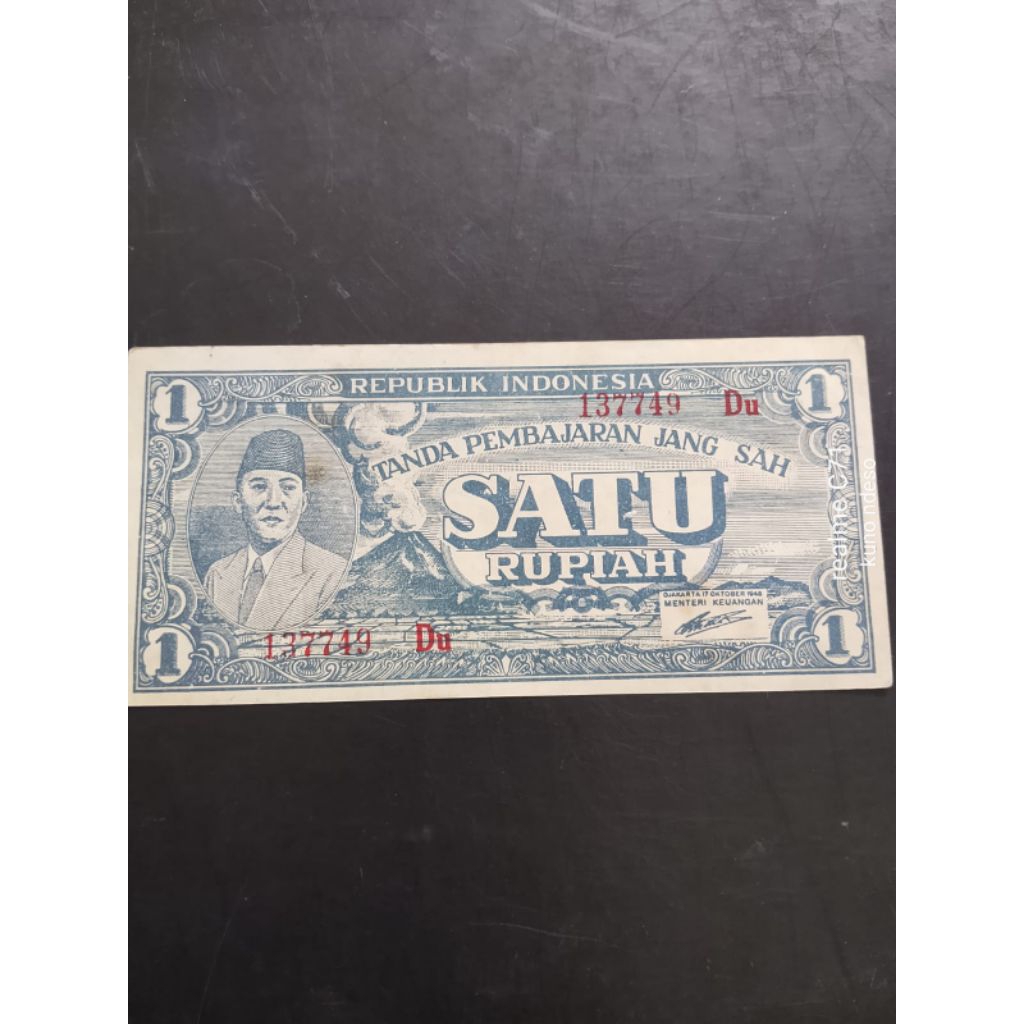 1 REPUBLIK INDONESIA 1
137749 Du
TANDA PEMBAJARAN JANG SAH
SATU
RUPIAH
DJAKARTA 17 OKTOBER 1945
MENTERI KEUANGAN
137749 Du
1 1
realme C71
kuno ndeso